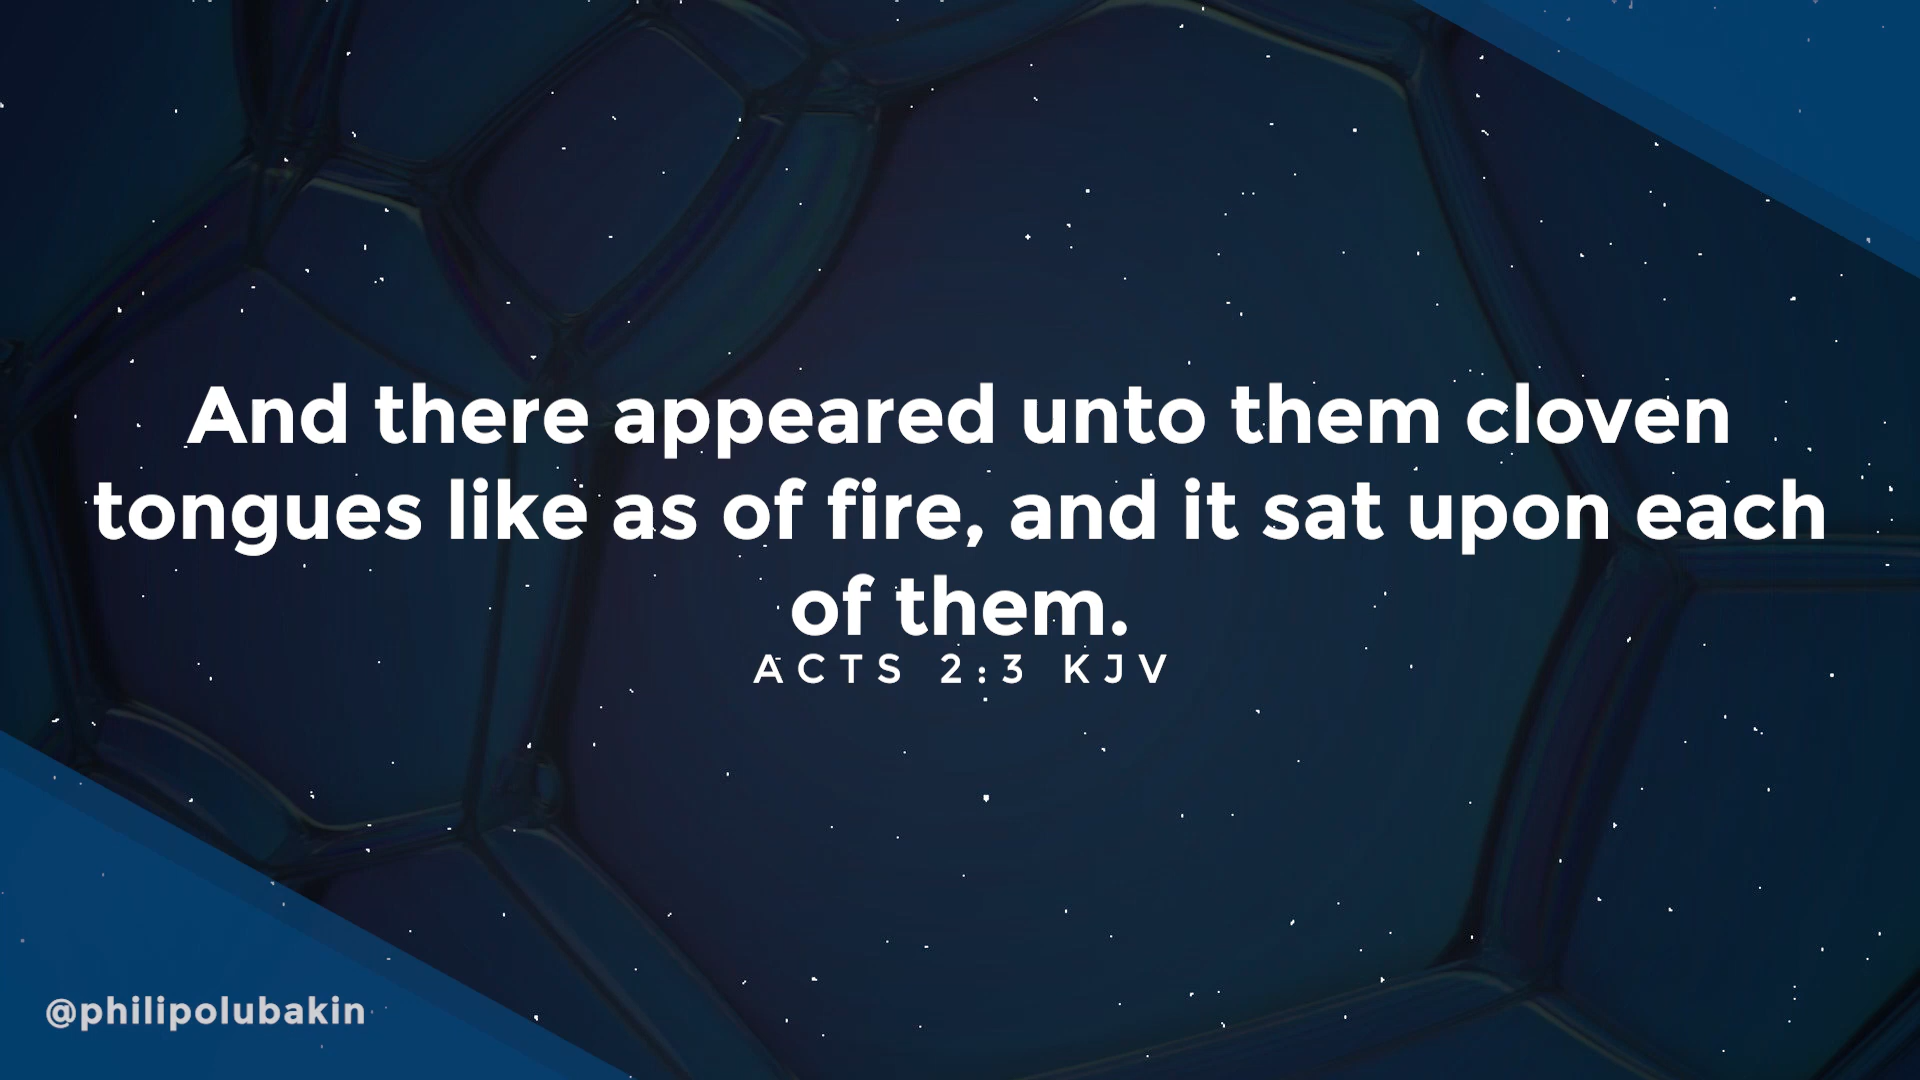 And there appeared unto them cloven
tongues like as of fire, and it sat upon each
of them.
ACTS 2:3 KJV
@philipolubakin